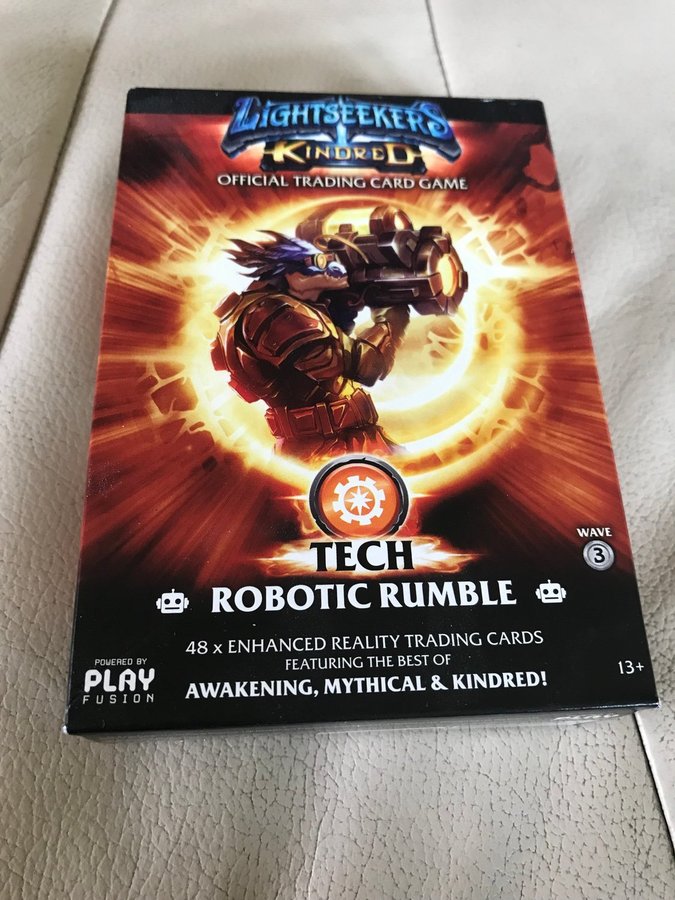 LIGHTSEEKERS
KINDRED
OFFICIAL TRADING CARD GAME
TECH
WAVE
3
ROBOTIC RUMBLE
48 x ENHANCED REALITY TRADING CARDS
FEATURING THE BEST OF
AWAKENING, MYTHICAL & KINDRED!
POWERED BY
PLAY
FUSION
13+